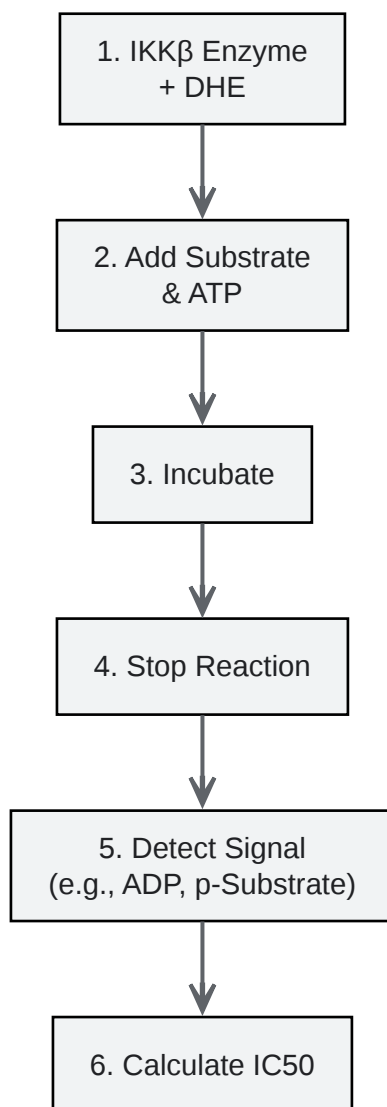 1. IKKβ Enzyme
+ DHE
2. Add Substrate
& ATP
3. Incubate
4. Stop Reaction
5. Detect Signal
(e.g., ADP, p-Substrate)
6. Calculate IC50